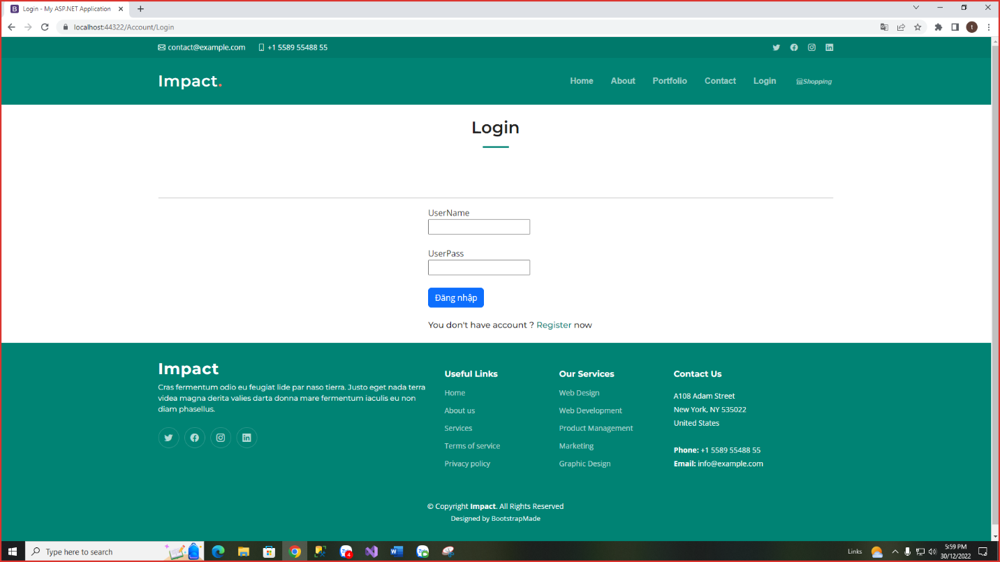 Login - My ASP.NET Application
localhost:44322/Account/Login
t
contact@example.com +1 5589 55488 55
Impact.
Home About Portfolio Contact Login Shopping
Login
UserName
UserPass
Đăng nhập
You don't have account ? Register now
Impact
Cras fermentum odio eu feugiat lide par naso tierra. Justo eget nada terra
videa magna derita valies darta donna mare fermentum iaculis eu non
diam phasellus.
Useful Links
Home
About us
Services
Terms of service
Privacy policy
Our Services
Web Design
Web Development
Product Management
Marketing
Graphic Design
Contact Us
A108 Adam Street
New York, NY 535022
United States
Phone: +1 5589 55488 55
Email: info@example.com
© Copyright Impact. All Rights Reserved
Designed by BootstrapMade
Type here to search
4
Links
5:59 PM
30/12/2022